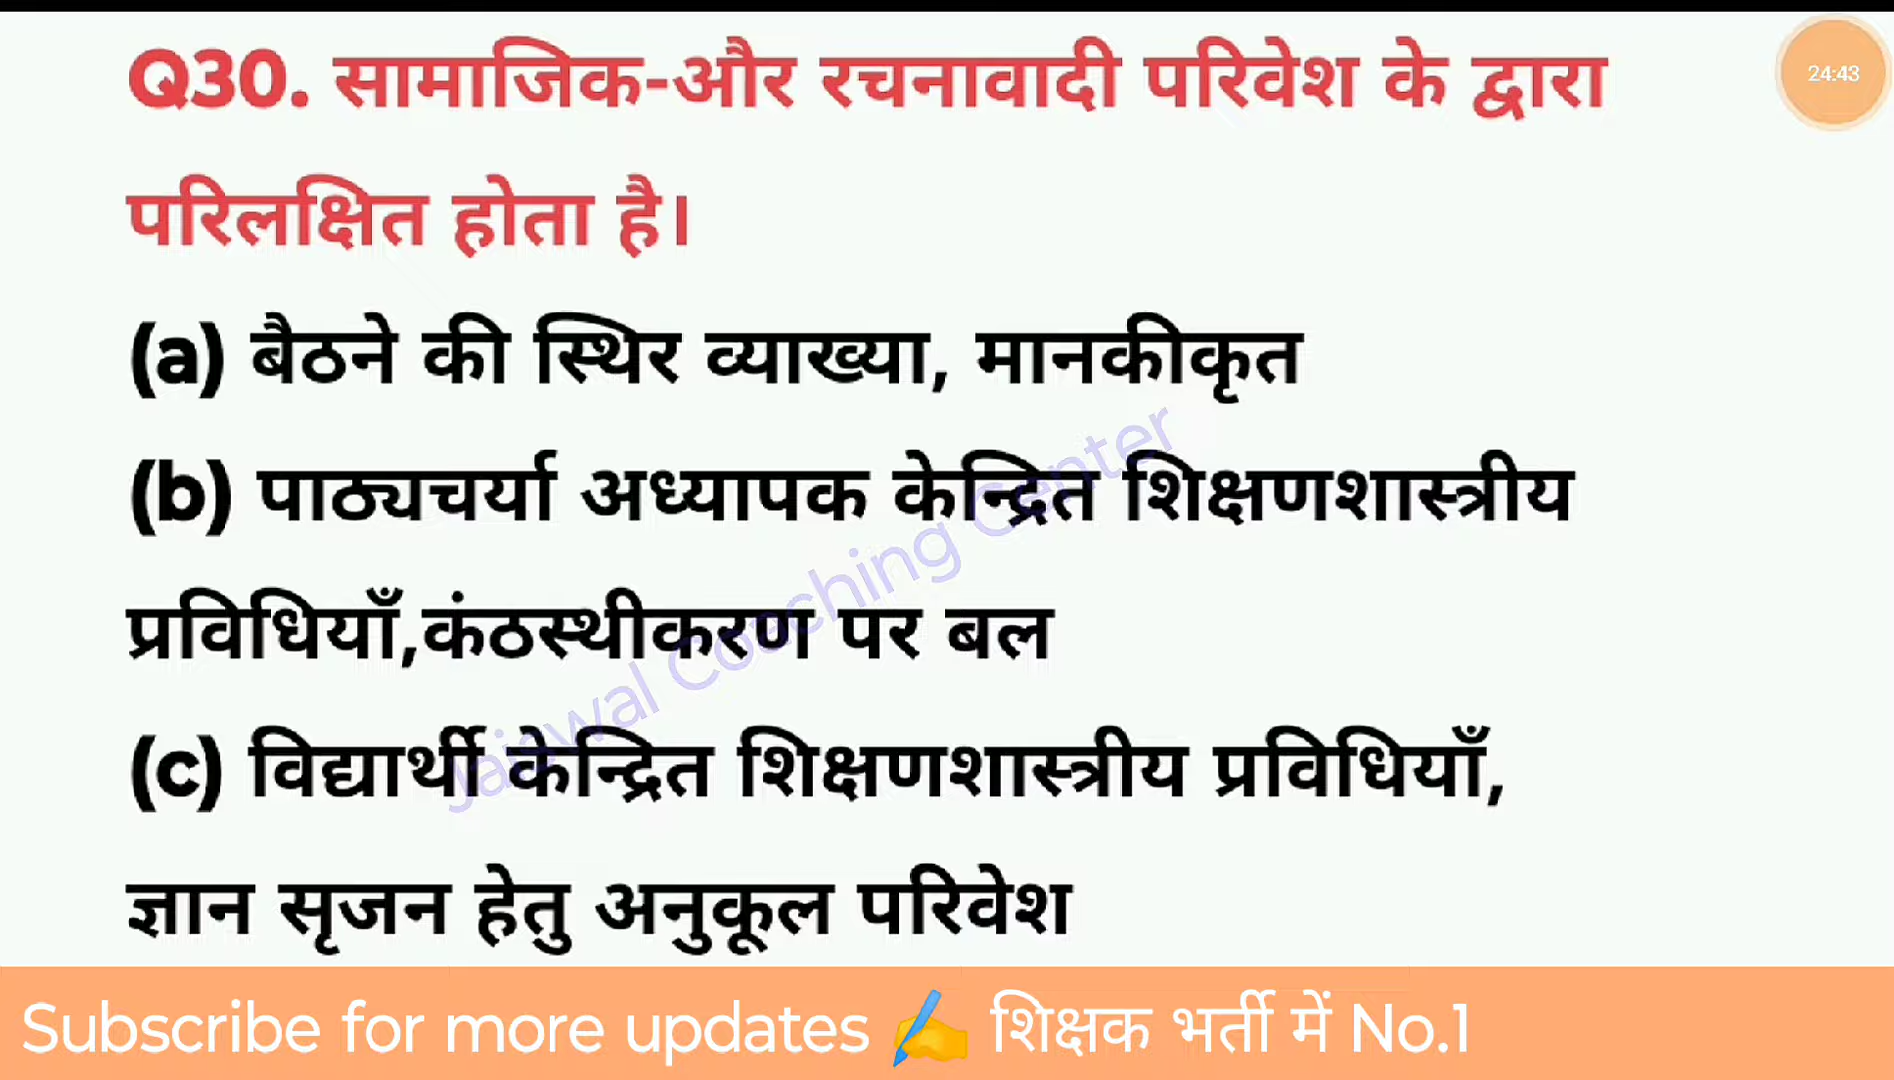 Q30. सामाजिक-और रचनावादी परिवेश के द्वारा
24:43
परिलक्षित होता है।
(a) बैठने की स्थिर व्याख्या, मानकीकृत
(b) पाठ्यचर्या अध्यापक केन्द्रित शिक्षणशास्त्रीय
प्रविधियाँ,कंठस्थीकरण पर बल
(c) विद्यार्थी केन्द्रित शिक्षणशास्त्रीय प्रविधियाँ,
ज्ञान सृजन हेतु अनुकूल परिवेश
Jaiswal Coaching Center
Subscribe for more updates ✍️ शिक्षक भर्ती में No.1